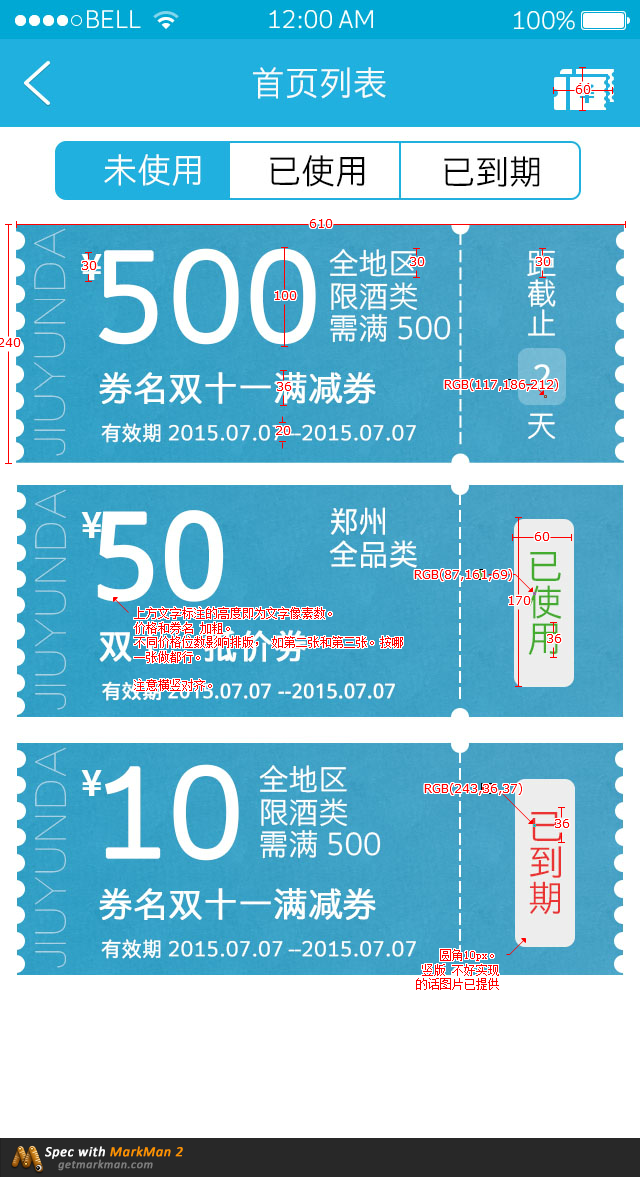 BELL 12:00 AM 100%
首页列表
60
未使用 已使用 已到期
610
240
JIUYUNDA
30
¥500
100
全地区
30
限酒类
需满 500
36
券名双十一满减券
20
有效期 2015.07.07 --2015.07.07
30
距截止
2
RGB(117,186,212)
天
JIUYUNDA
¥50
郑州
全品类
上方文字标注的高度即为文字像素数。
价格和券名 加粗。
不同价格位数影响排版, 如第二张和第三张。按哪
一张做都行。
注意横竖对齐。
双 抵价券
有效期 2015.07.07 --2015.07.07
60
RGB(87,161,69)
170
已使用
36
JIUYUNDA
¥10
全地区
限酒类
需满 500
券名双十一满减券
有效期 2015.07.07 --2015.07.07
RGB(243,36,37)
36
已到期
圆角10px。
竖版 不好实现
的话图片已提供
Spec with MarkMan 2
getmarkman.com